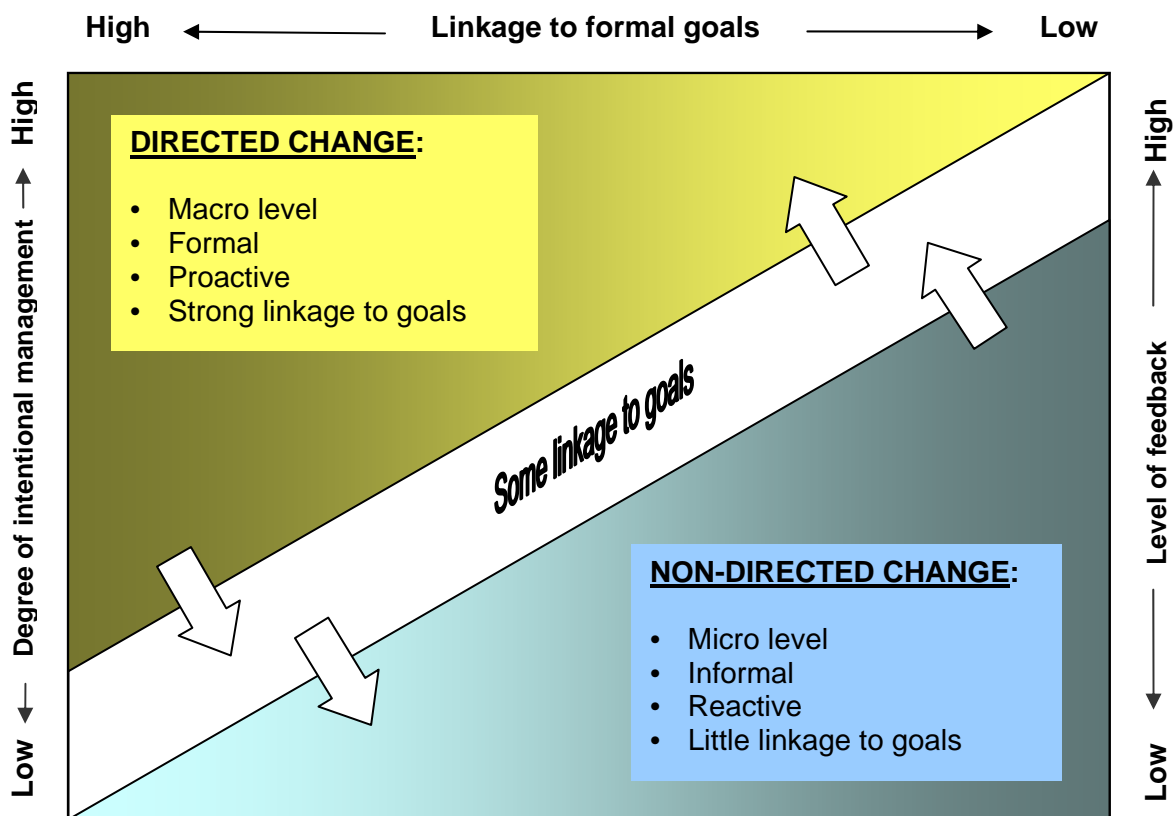 High Linkage to formal goals Low
Low Degree of intentional management High
DIRECTED CHANGE:
• Macro level
• Formal
• Proactive
• Strong linkage to goals
Some linkage to goals
NON-DIRECTED CHANGE:
• Micro level
• Informal
• Reactive
• Little linkage to goals
Low Level of feedback High